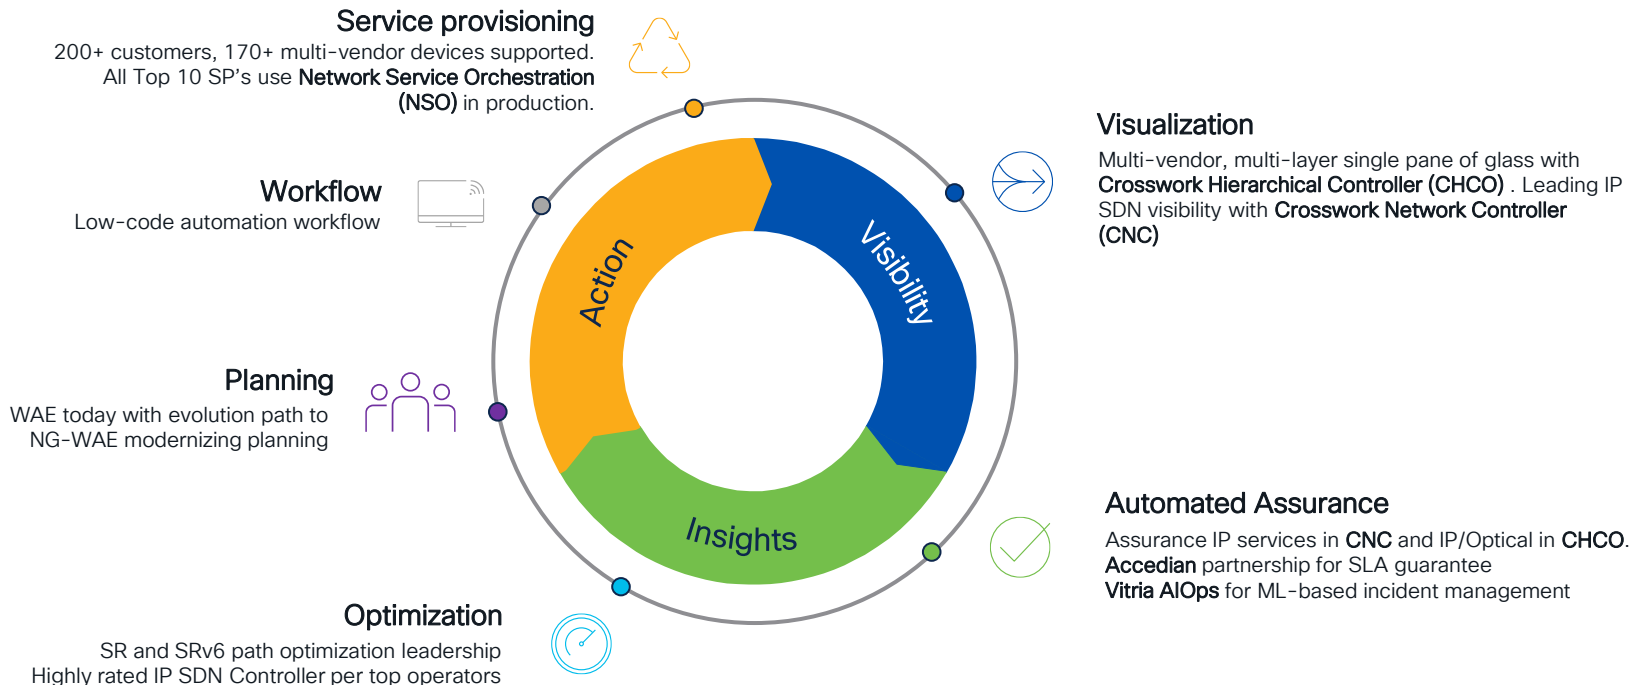 Service provisioning
200+ customers, 170+ multi-vendor devices supported.
All Top 10 SP's use Network Service Orchestration
(NSO) in production.
Visualization
Multi-vendor, multi-layer single pane of glass with
Crosswork Hierarchical Controller (CHCO) . Leading IP
SDN visibility with Crosswork Network Controller
(CNC)
Workflow
Low-code automation workflow
Action
Visibility
Insights
Planning
WAE today with evolution path to
NG-WAE modernizing planning
Automated Assurance
Assurance IP services in CNC and IP/Optical in CHCO.
Accedian partnership for SLA guarantee
Vitria AIOps for ML-based incident management
Optimization
SR and SRv6 path optimization leadership
Highly rated IP SDN Controller per top operators